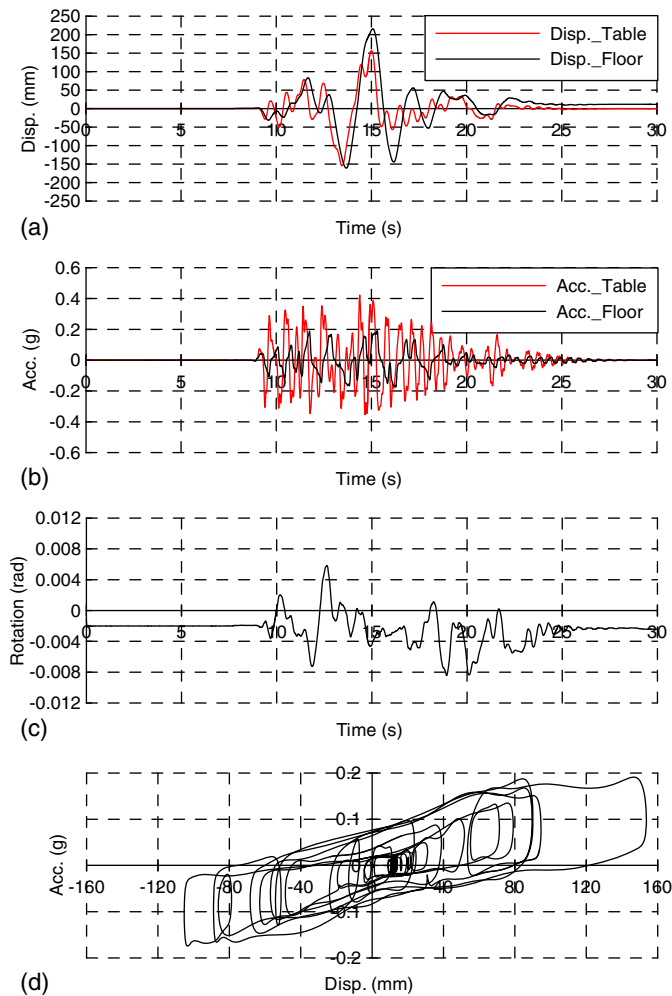 250
200
150
100
50
0
-50
100
150
200
250
Disp. (mm)
0 5 10 15 20 25 30
Disp._Table
Disp._Floor
(a)
Time (s)
0.6
0.4
0.2
0
-0.2
-0.4
-0.6
Acc. (g)
0 5 10 15 20 25 30
Acc._Table
Acc._Floor
(b)
Time (s)
0.012
0.008
0.004
0
-0.004
-0.008
-0.012
Rotation (rad)
0 5 10 15 20 25 30
(c)
Time (s)
0.2
0.1
0
-0.1
-0.2
Acc. (g)
-160 -120 -80 -40 0 40 80 120 160
(d)
Disp. (mm)